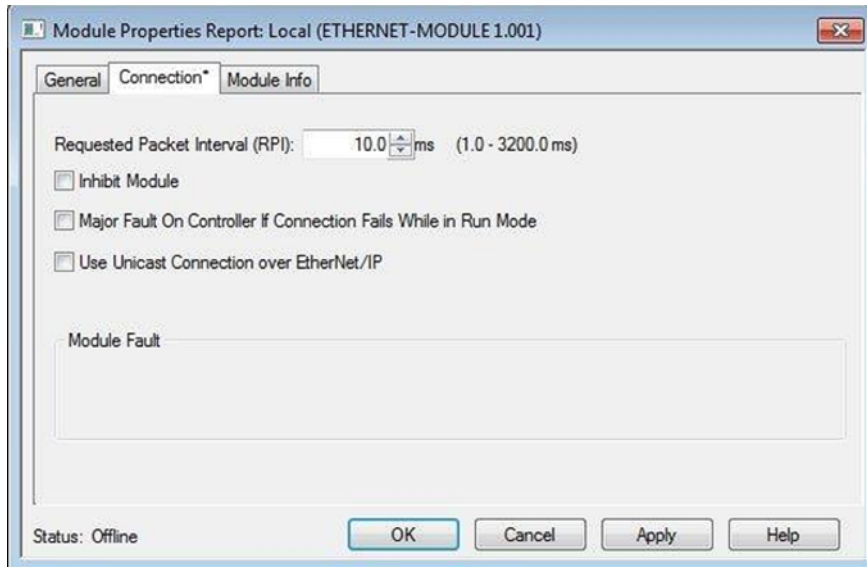 Module Properties Report: Local (ETHERNET-MODULE 1.001)
General Connection* Module Info
Requested Packet Interval (RPI): 10.0 ms (1.0 - 3200.0 ms)
Inhibit Module
Major Fault On Controller If Connection Fails While in Run Mode
Use Unicast Connection over EtherNet/IP
Module Fault
Status: Offline OK Cancel Apply Help